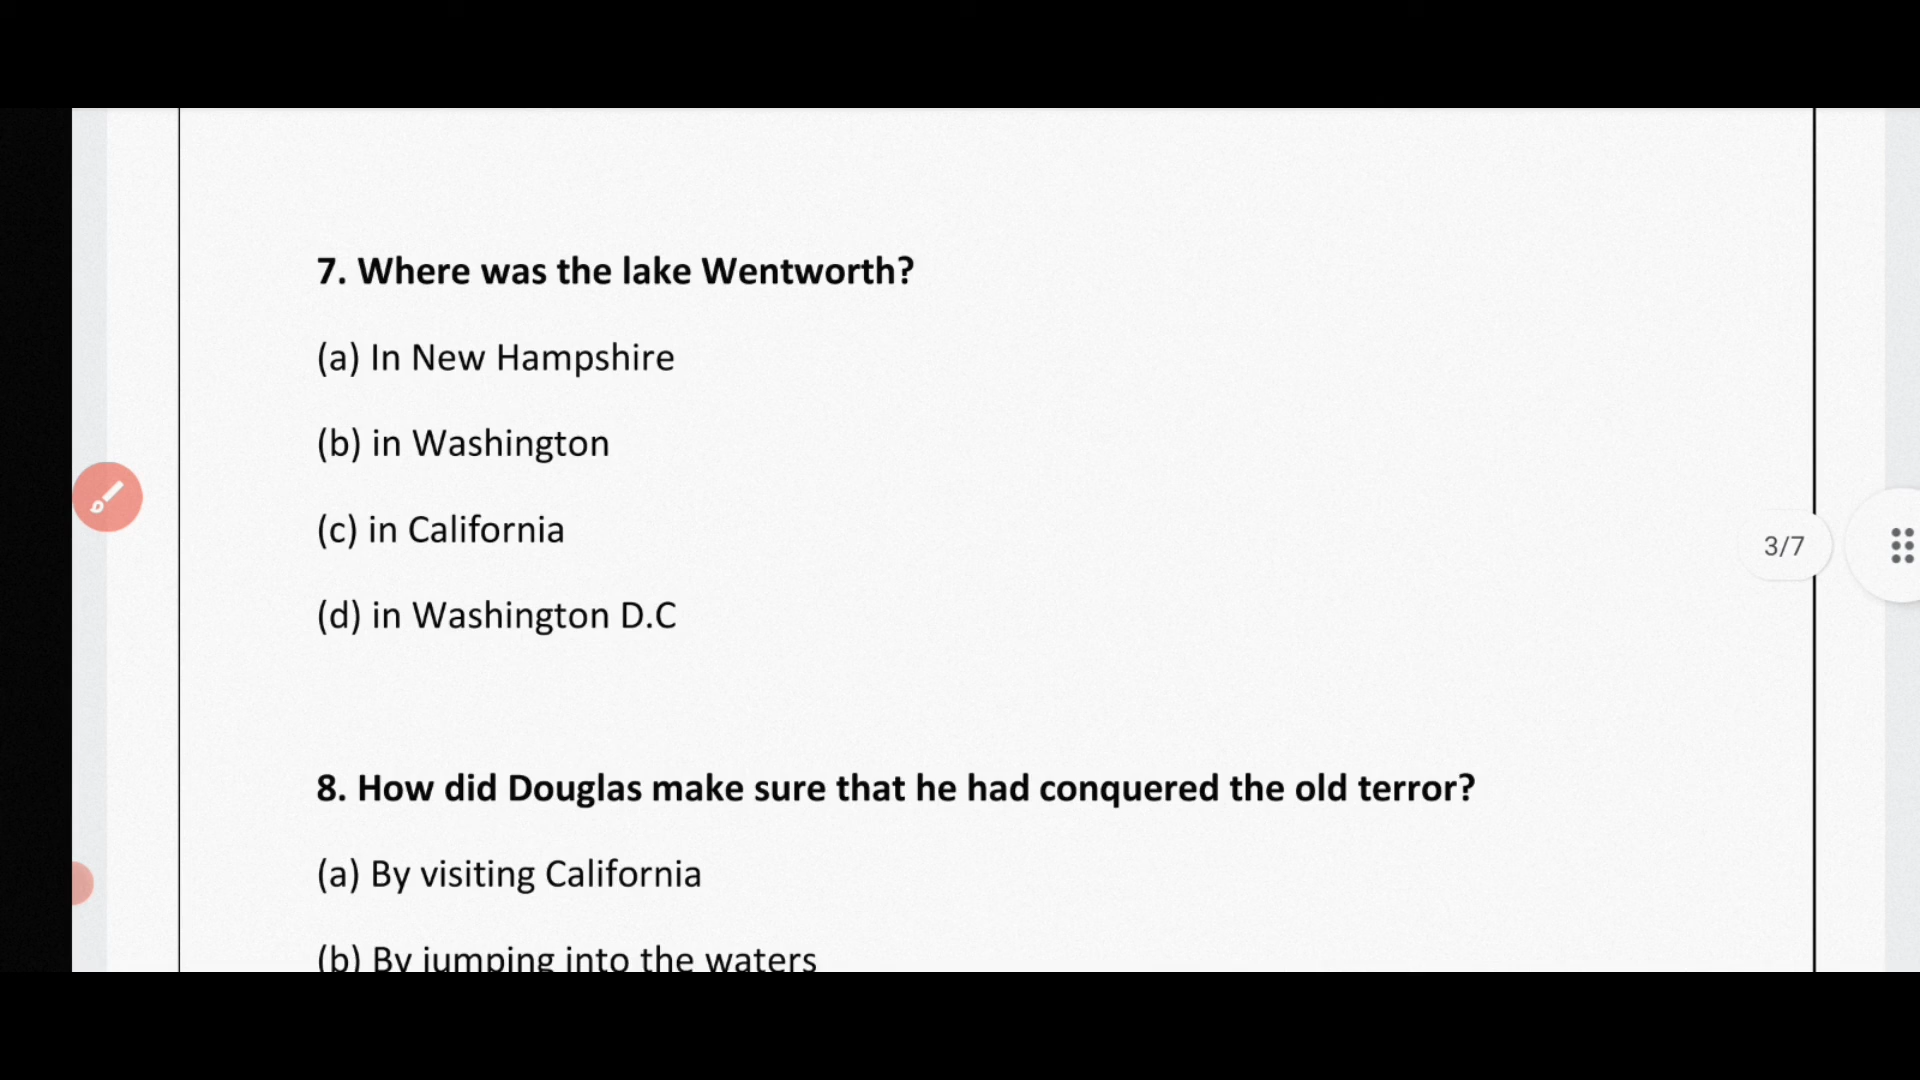 7. Where was the lake Wentworth?
(a) In New Hampshire
(b) in Washington
(c) in California
(d) in Washington D.C
3/7
8. How did Douglas make sure that he had conquered the old terror?
(a) By visiting California
(b) By jumping into the waters